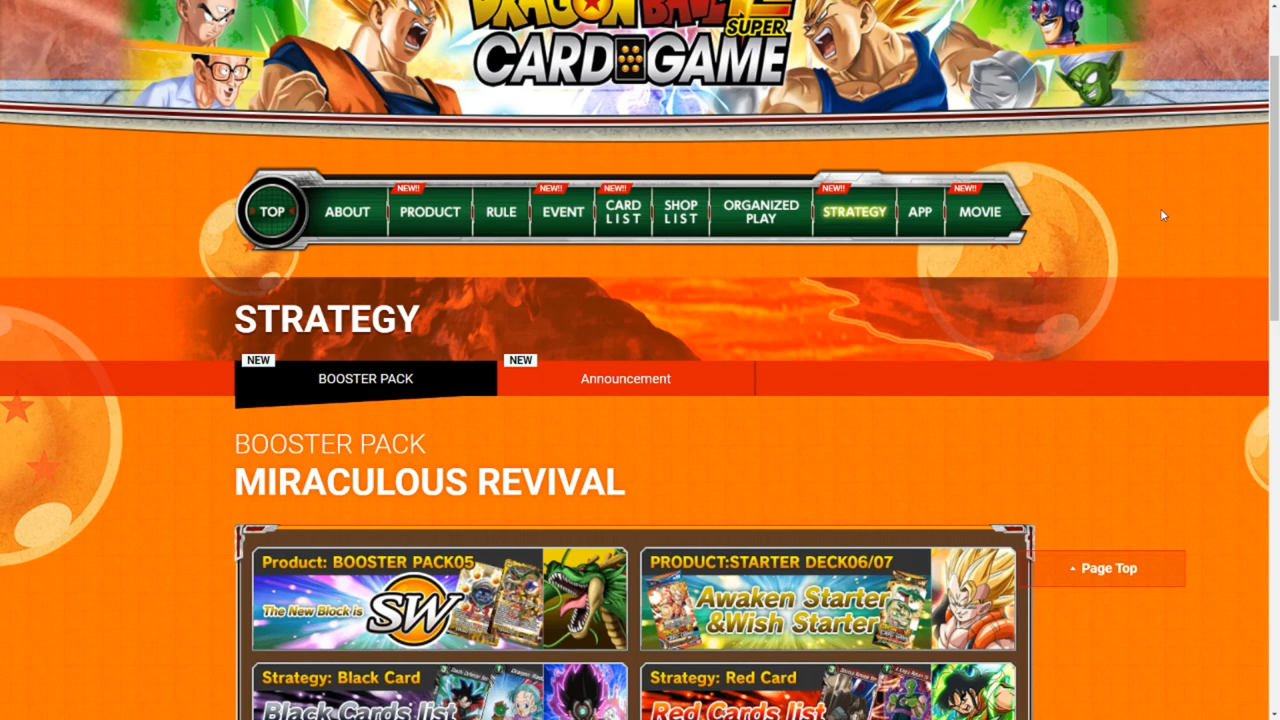 DRAGON BALL
SUPER
CARD GAME
NEW!! NEW!! NEW!! NEW!! NEW!!
TOP ABOUT PRODUCT RULE EVENT CARD LIST SHOP LIST ORGANIZED PLAY STRATEGY APP MOVIE
STRATEGY
NEW NEW
BOOSTER PACK Announcement
BOOSTER PACK
MIRACULOUS REVIVAL
Product: BOOSTER PACK05
The New Block is SW
PRODUCT:STARTER DECK06/07
Awaken Starter
&Wish Starter
Page Top
Strategy: Black Card
Black Cards list
Strategy: Red Card
Red Cards list